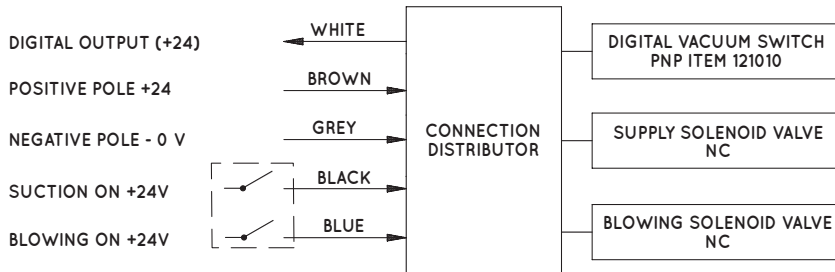 DIGITAL OUTPUT (+24)
WHITE
POSITIVE POLE +24
BROWN
NEGATIVE POLE - 0 V
GREY
SUCTION ON +24V
BLACK
BLOWING ON +24V
BLUE
CONNECTION
DISTRIBUTOR
DIGITAL VACUUM SWITCH
PNP ITEM 121010
SUPPLY SOLENOID VALVE
NC
BLOWING SOLENOID VALVE
NC